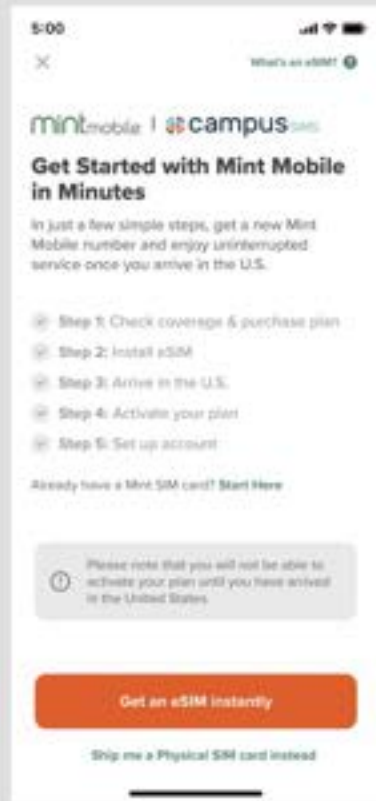 5:00
What's an eSIM?
mintmobile | campusSIMS
Get Started with Mint Mobile
in Minutes
In just a few simple steps, get a new Mint
Mobile number and enjoy uninterrupted
service once you arrive in the U.S.
Step 1: Check coverage & purchase plan
Step 2: Install eSIM
Step 3: Arrive in the U.S.
Step 4: Activate your plan
Step 5: Set up account
Already have a Mint SIM card? Start Here
Please note that you will not be able to
activate your plan until you have arrived
in the United States
Get an eSIM instantly
Ship me a Physical SIM card instead